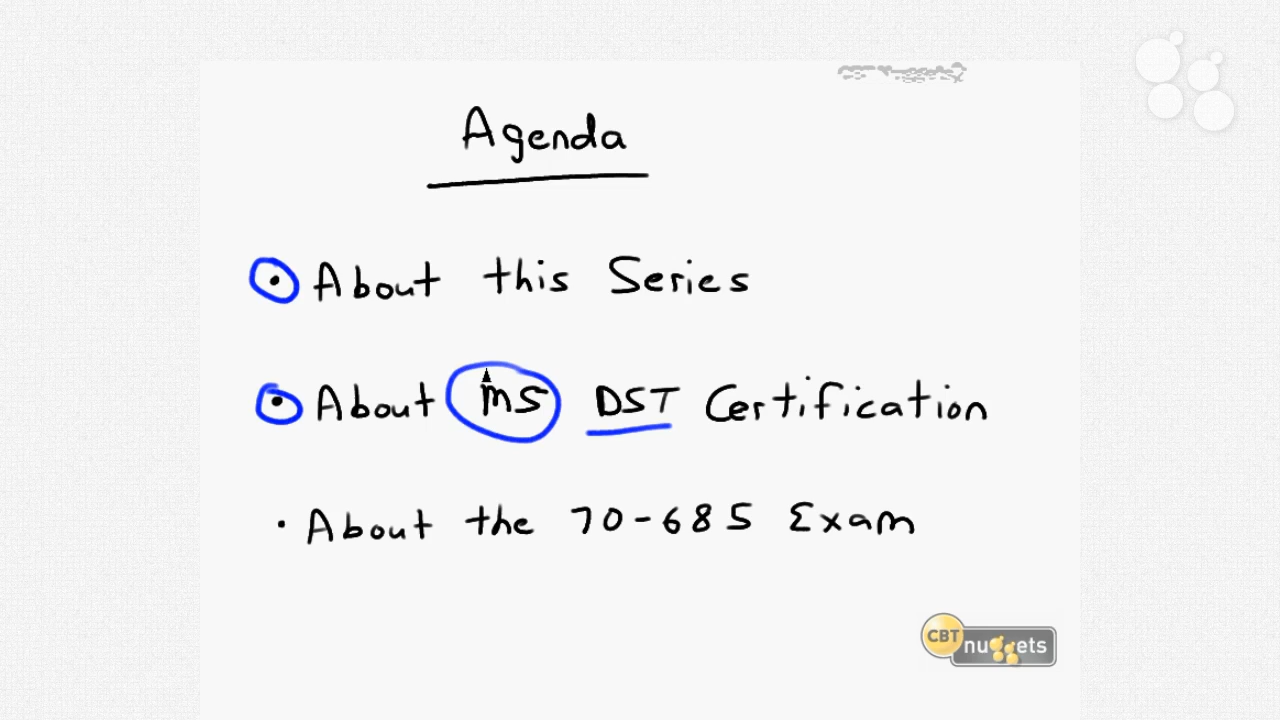 Agenda
• About this Series
• About MS DST Certification
• About the 70-685 Exam
CBT nuggets